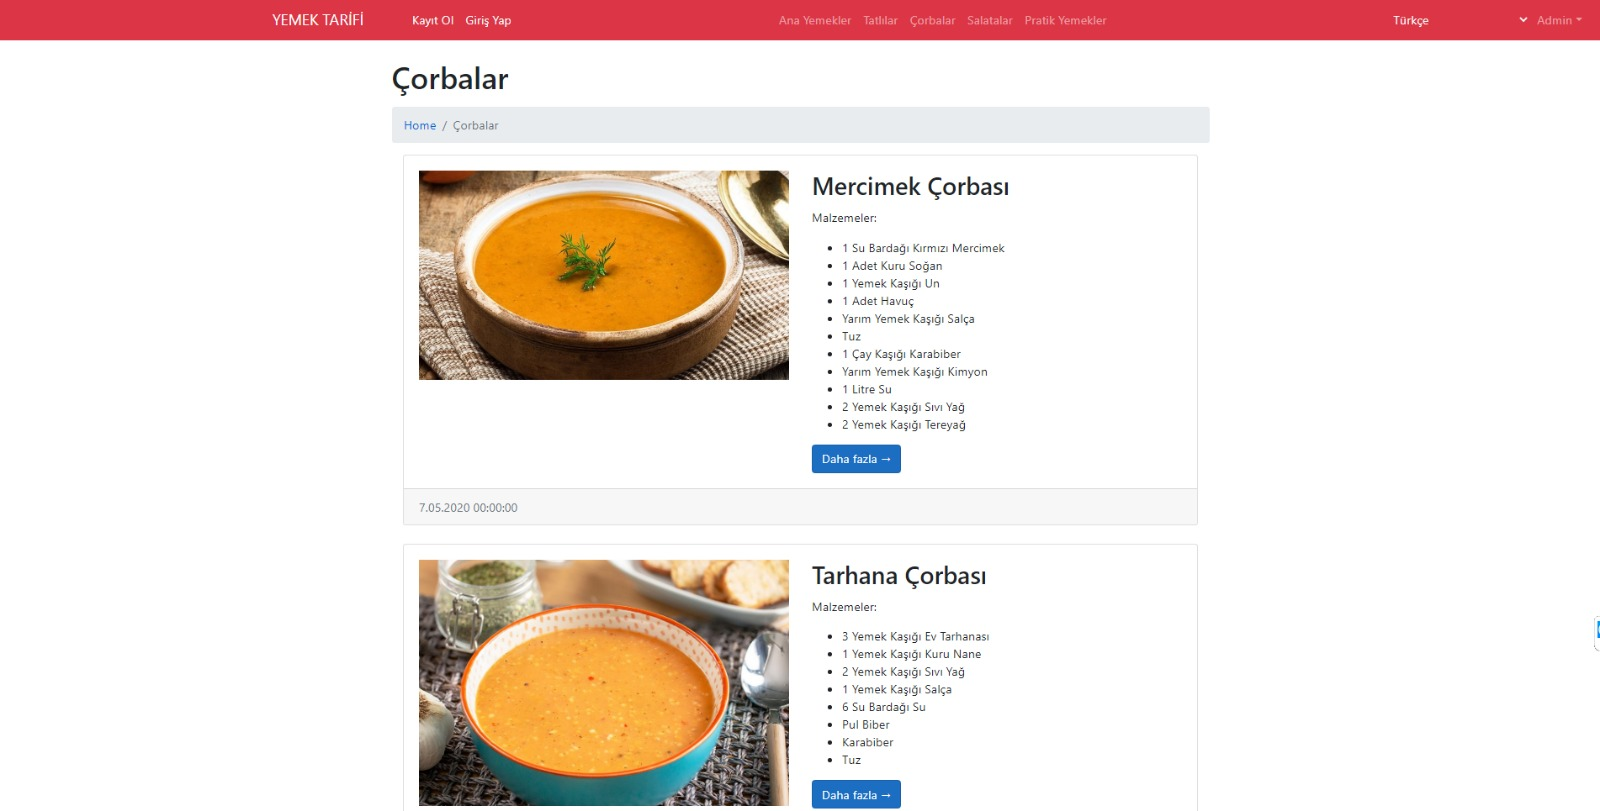 YEMEK TARİFİ Kayıt Ol Giriş Yap Ana Yemekler Tatlılar Çorbalar Salatalar Pratik Yemekler Türkçe Admin
Çorbalar
Home / Çorbalar
Mercimek Çorbası
Malzemeler:
1 Su Bardağı Kırmızı Mercimek
1 Adet Kuru Soğan
1 Yemek Kaşığı Un
1 Adet Havuç
Yarım Yemek Kaşığı Salça
Tuz
1 Çay Kaşığı Karabiber
Yarım Yemek Kaşığı Kimyon
1 Litre Su
2 Yemek Kaşığı Sıvı Yağ
2 Yemek Kaşığı Tereyağ
Daha fazla →
7.05.2020 00:00:00
Tarhana Çorbası
Malzemeler:
3 Yemek Kaşığı Ev Tarhanası
1 Yemek Kaşığı Kuru Nane
2 Yemek Kaşığı Sıvı Yağ
1 Yemek Kaşığı Salça
6 Su Bardağı Su
Pul Biber
Karabiber
Tuz
Daha fazla →